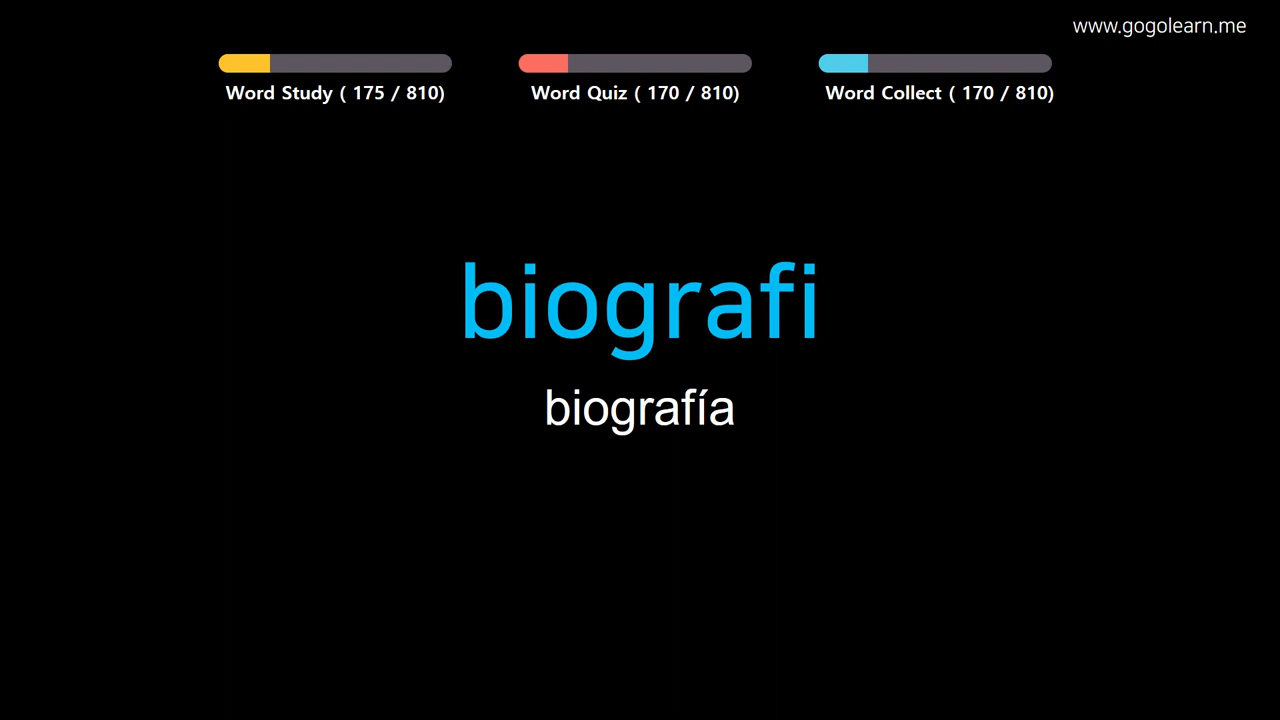 www.gogolearn.me
Word Study ( 175 / 810)
Word Quiz ( 170 / 810)
Word Collect ( 170 / 810)
biografi
biografía